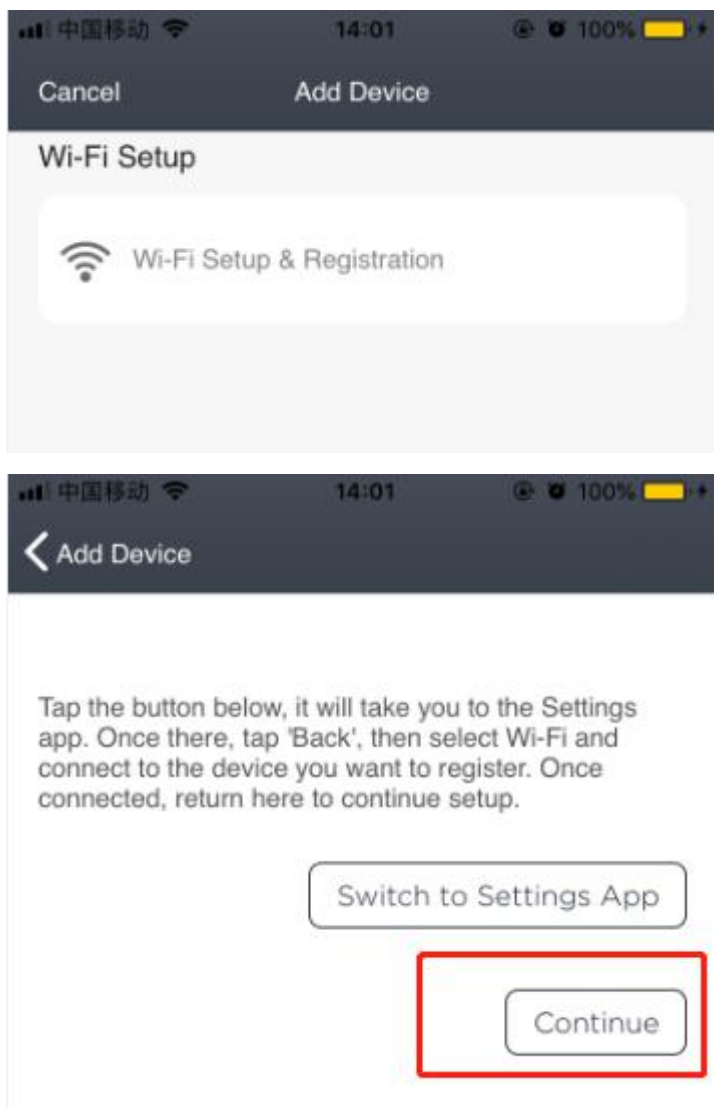 中国移动 14:01 100%
Cancel Add Device
Wi-Fi Setup
Wi-Fi Setup & Registration
中国移动 14:01 100%
Add Device
Tap the button below, it will take you to the Settings
app. Once there, tap 'Back', then select Wi-Fi and
connect to the device you want to register. Once
connected, return here to continue setup.
Switch to Settings App
Continue